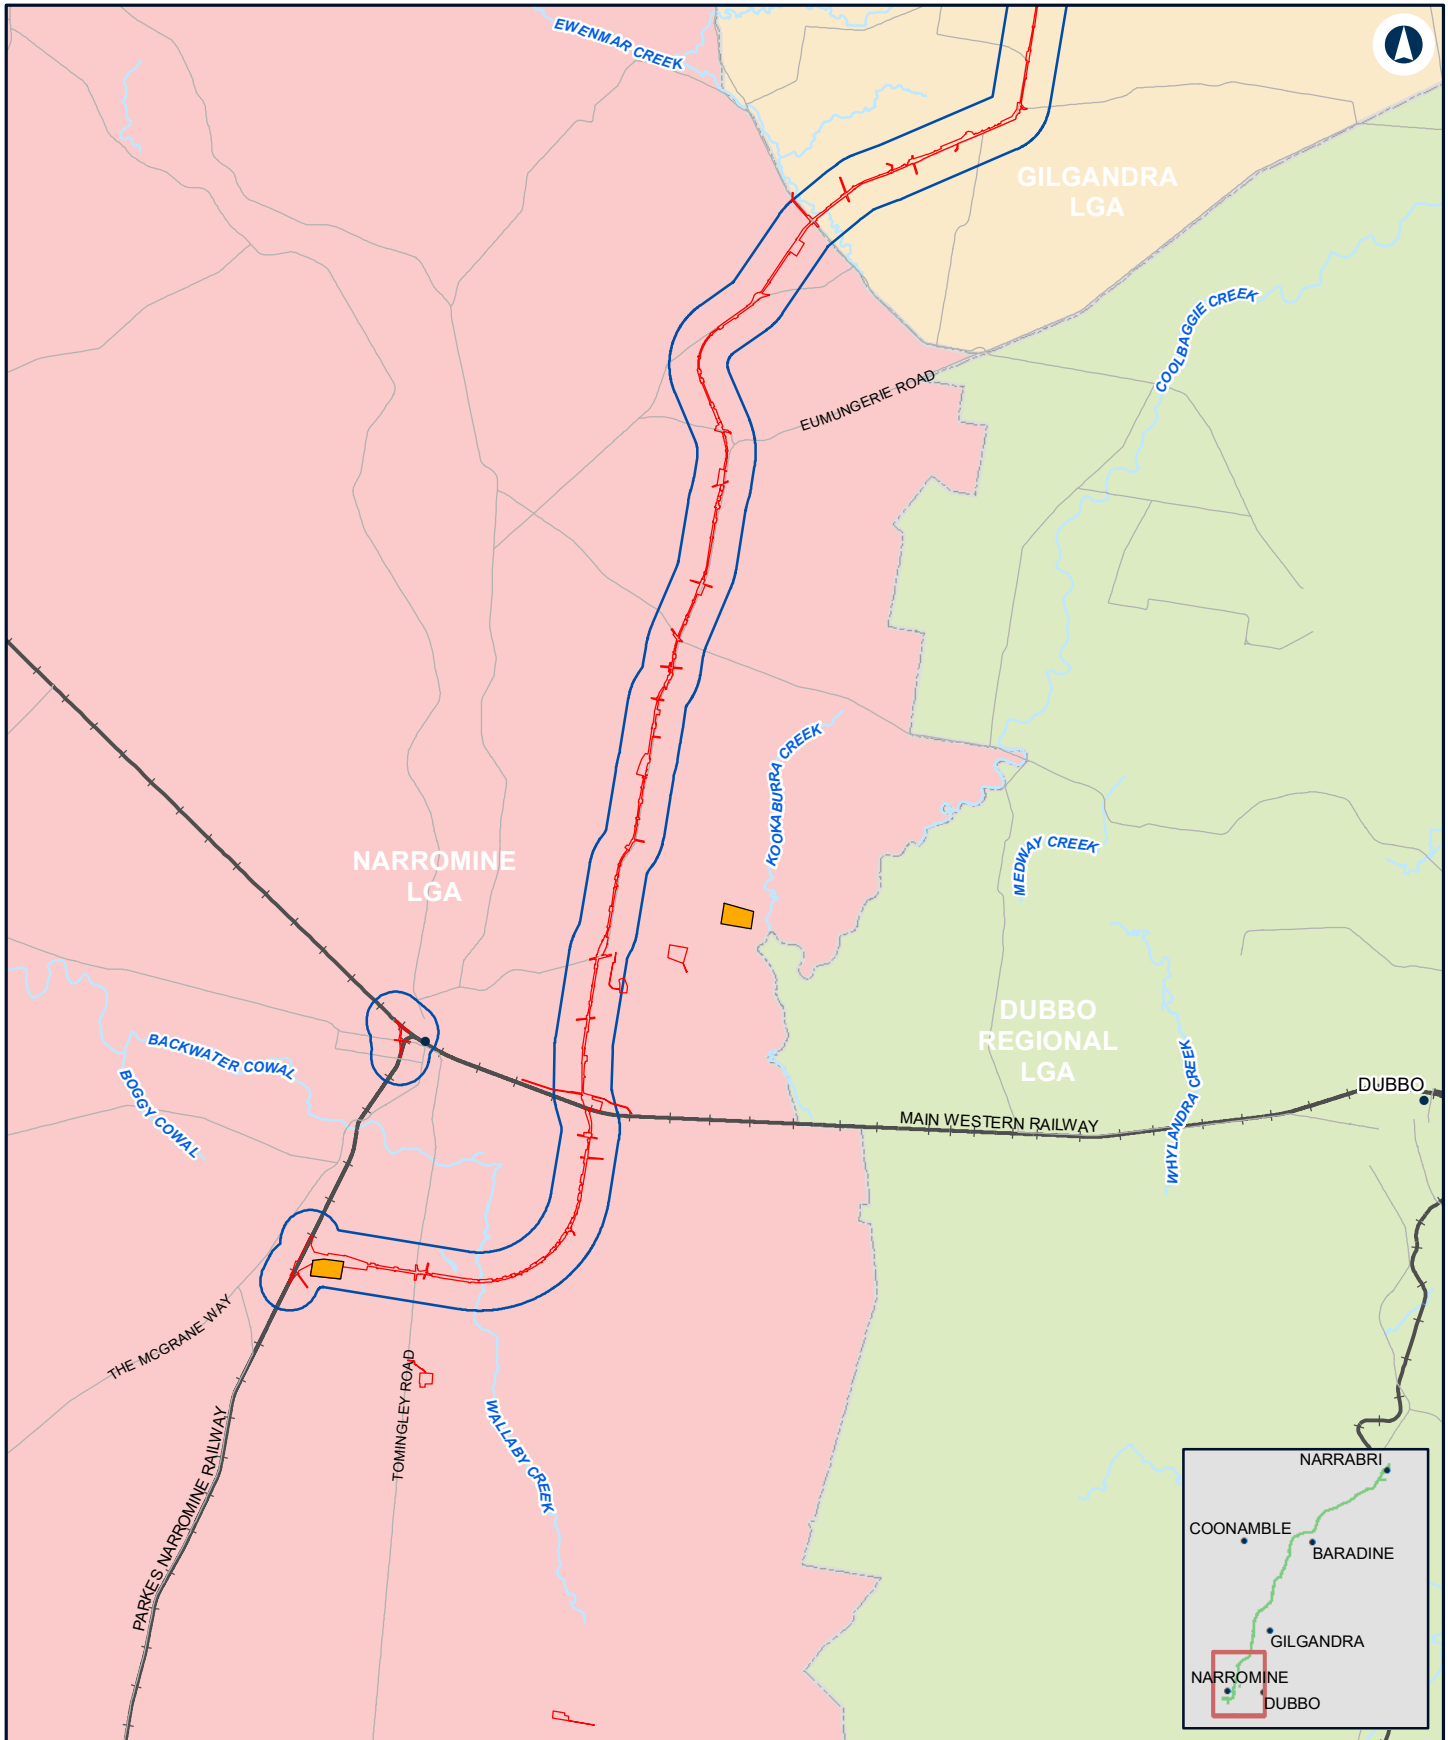 EWENMAR CREEK
GILGANDRA
LGA
COOLBAGGIE CREEK
EUMUNGERIE ROAD
KOOKABURRA CREEK
MEDWAY CREEK
NARROMINE
LGA
DUBBO
REGIONAL
LGA
BACKWATER COWAL
BOGGY COWAL
WHYLANDRA CREEK
DUBBO
MAIN WESTERN RAILWAY
THE MCGRANE WAY
TOMINGLEY ROAD
WALLABY CREEK
PARKES NARROMINE RAILWAY
NARRABRI
COONAMBLE
BARADINE
GILGANDRA
NARROMINE
DUBBO